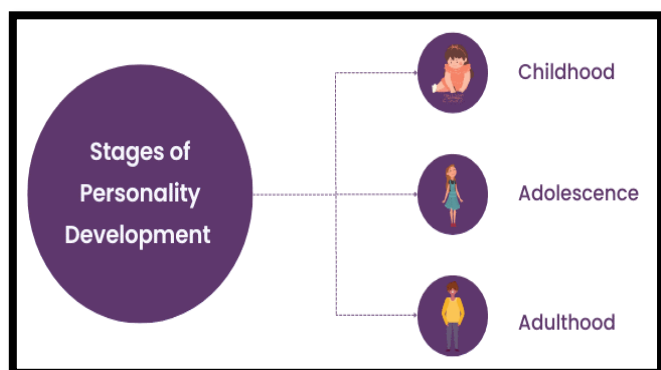 Stages of
Personality
Development
Childhood
Adolescence
Adulthood